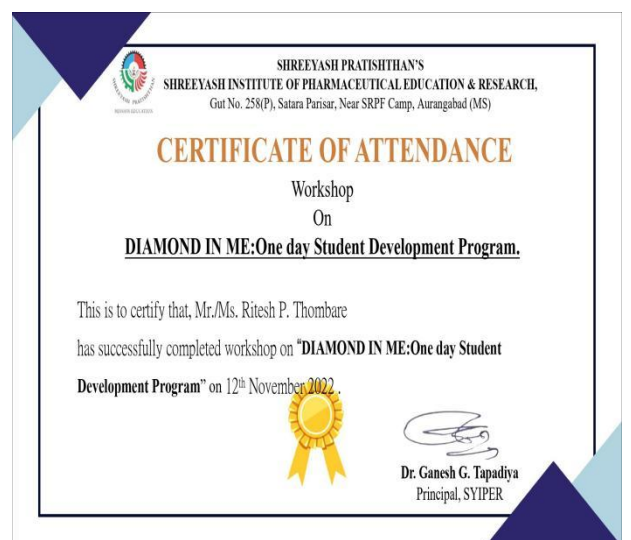 SHREEYASH PRATISHTHAN'S
SHREEYASH INSTITUTE OF PHARMACEUTICAL EDUCATION & RESEARCH,
Gut No. 258(P), Satara Parisar, Near SRPF Camp, Aurangabad (MS)
CERTIFICATE OF ATTENDANCE
Workshop
On
DIAMOND IN ME:One day Student Development Program.
This is to certify that, Mr./Ms. Ritesh P. Thombare
has successfully completed workshop on "DIAMOND IN ME:One day Student
Development Program" on 12th November 2022 .
Dr. Ganesh G. Tapadiya
Principal, SYIPER